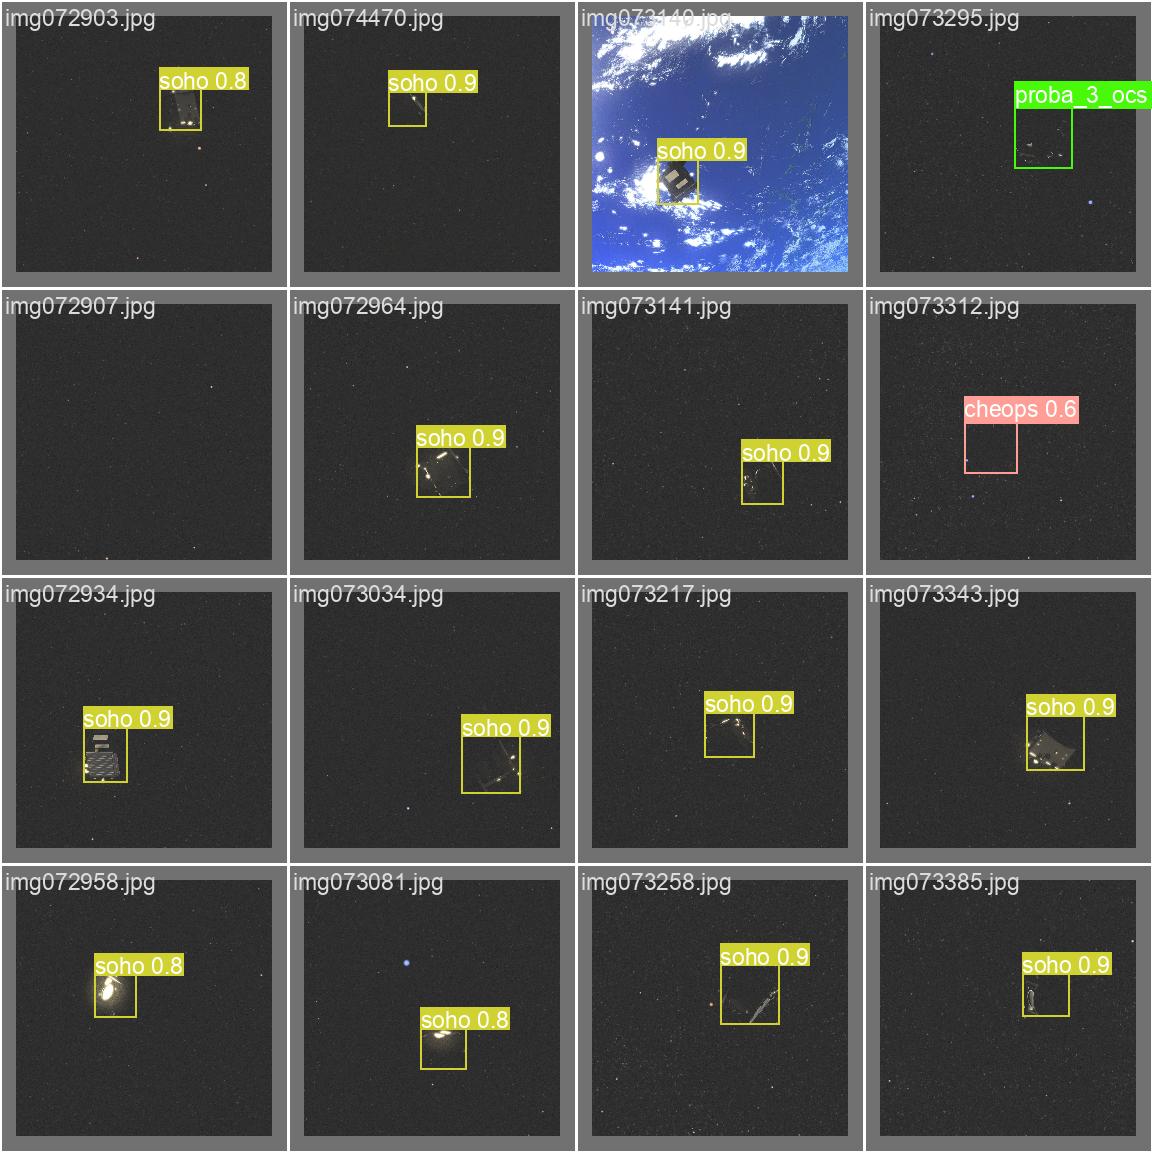 img072903.jpg
soho 0.8
img074470.jpg
soho 0.9
img073140.jpg
soho 0.9
img073295.jpg
proba_3_ocs
img072907.jpg
img072964.jpg
soho 0.9
img073141.jpg
soho 0.9
img073312.jpg
cheops 0.6
img072934.jpg
soho 0.9
img073034.jpg
soho 0.9
img073217.jpg
soho 0.9
img073343.jpg
soho 0.9
img072958.jpg
soho 0.8
img073081.jpg
soho 0.8
img073258.jpg
soho 0.9
img073385.jpg
soho 0.9